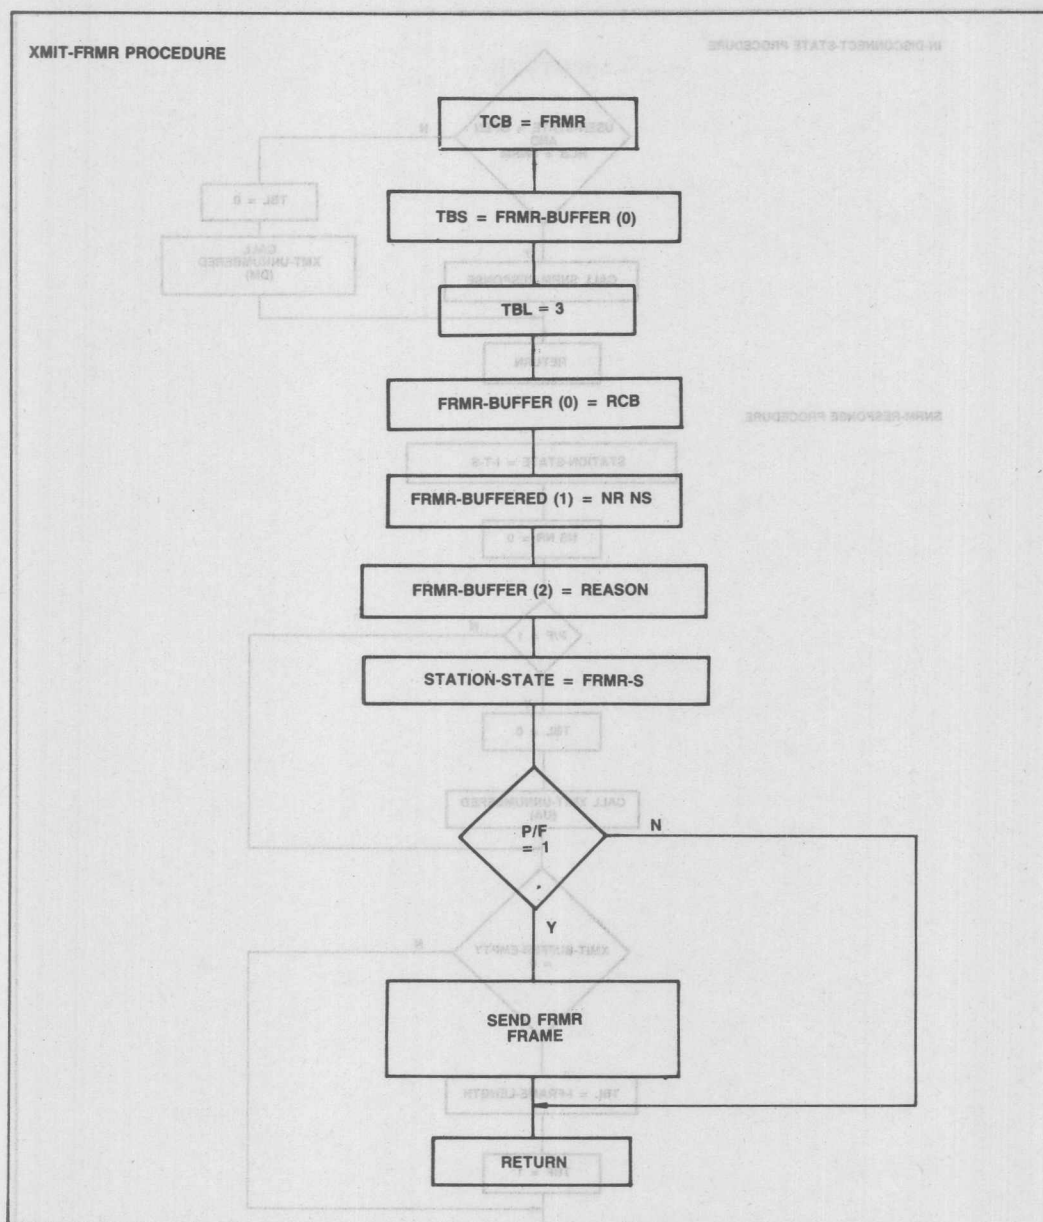 XMIT-FRMR PROCEDURE
TCB = FRMR
TBS = FRMR-BUFFER (0)
TBL = 3
FRMR-BUFFER (0) = RCB
FRMR-BUFFERED (1) = NR NS
FRMR-BUFFER (2) = REASON
STATION-STATE = FRMR-S
P/F
= 1
N
Y
SEND FRMR
FRAME
RETURN